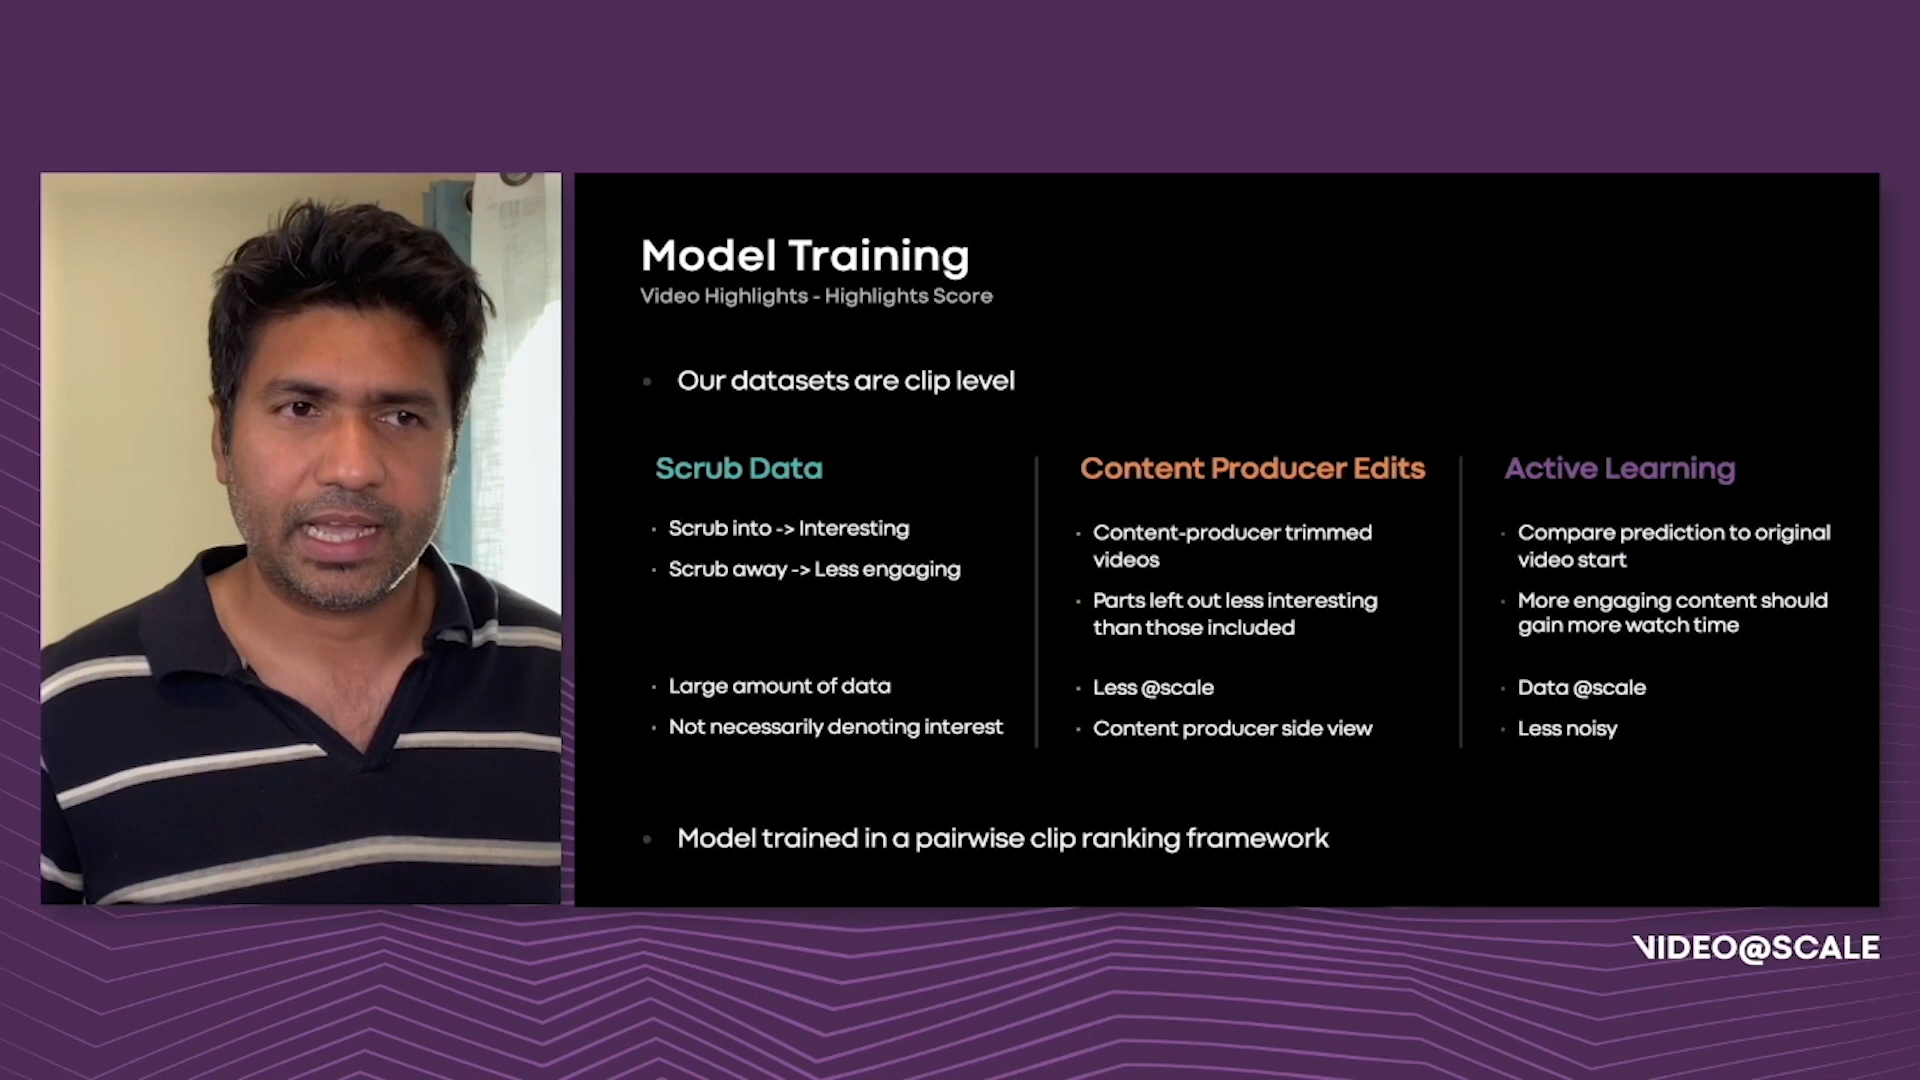 Model Training
Video Highlights - Highlights Score
Our datasets are clip level
Scrub Data
Scrub into -> Interesting
Scrub away -> Less engaging
Large amount of data
Not necessarily denoting interest
Content Producer Edits
Content-producer trimmed
videos
Parts left out less interesting
than those included
Less @scale
Content producer side view
Active Learning
Compare prediction to original
video start
More engaging content should
gain more watch time
Data @scale
Less noisy
Model trained in a pairwise clip ranking framework
VIDEO@SCALE